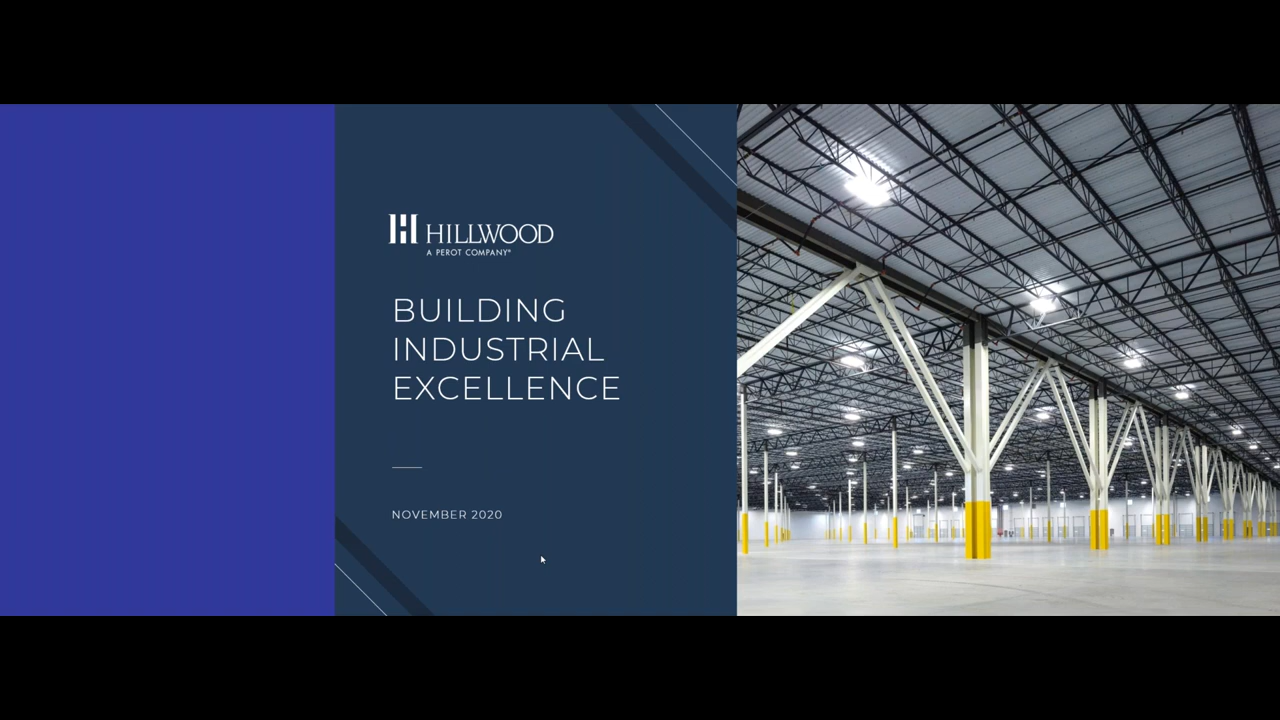 HILLWOOD
A PEROT COMPANY®
BUILDING
INDUSTRIAL
EXCELLENCE
NOVEMBER 2020